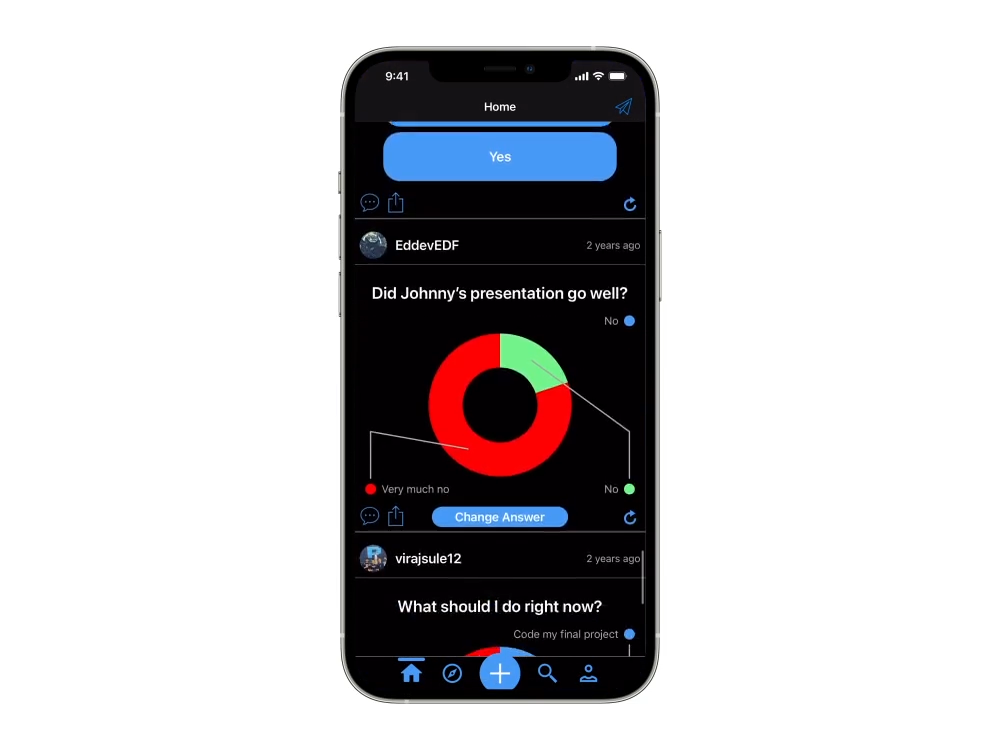 9:41
Home
Yes
EddevEDF
2 years ago
Did Johnny's presentation go well?
No
Very much no
No
Change Answer
virajsule12
2 years ago
What should I do right now?
Code my final project